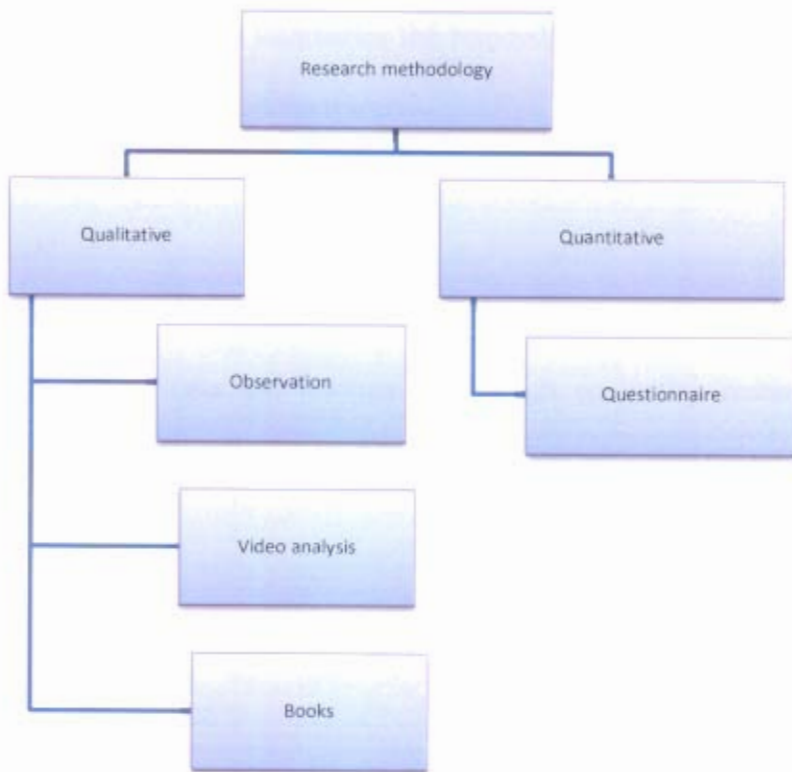 Research methodology
Qualitative
Quantitative
Observation
Questionnaire
Video analysis
Books